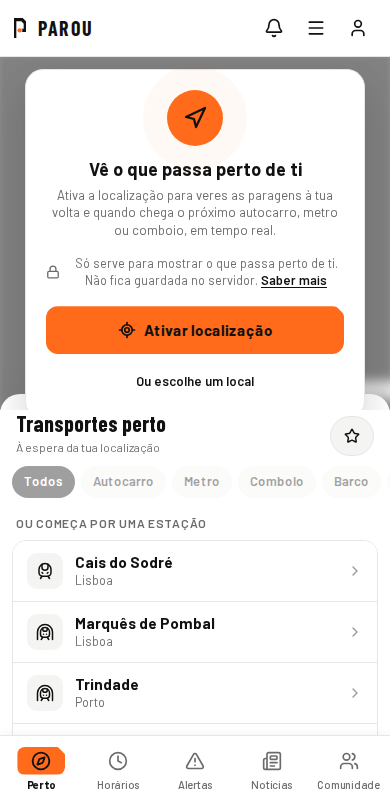 PAROU
Vê o que passa perto de ti
Ativa a localização para veres as paragens à tua
volta e quando chega o próximo autocarro, metro
ou comboio, em tempo real.
Só serve para mostrar o que passa perto de ti.
Não fica guardada no servidor. Saber mais
Ativar localização
Ou escolhe um local
Transportes perto
À espera da tua localização
Todos Autocarro Metro Comboio Barco
OU COMEÇA POR UMA ESTAÇÃO
Cais do Sodré
Lisboa
Marquês de Pombal
Lisboa
Trindade
Porto
Perto Horários Alertas Notícias Comunidade